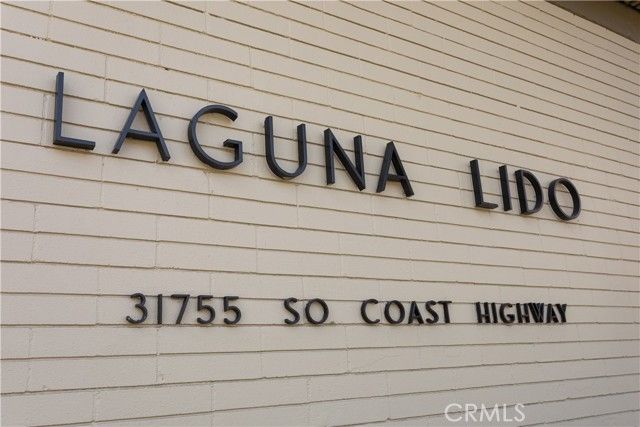 LAGUNA LIDO
31755 SO COAST HIGHWAY
CRMLS